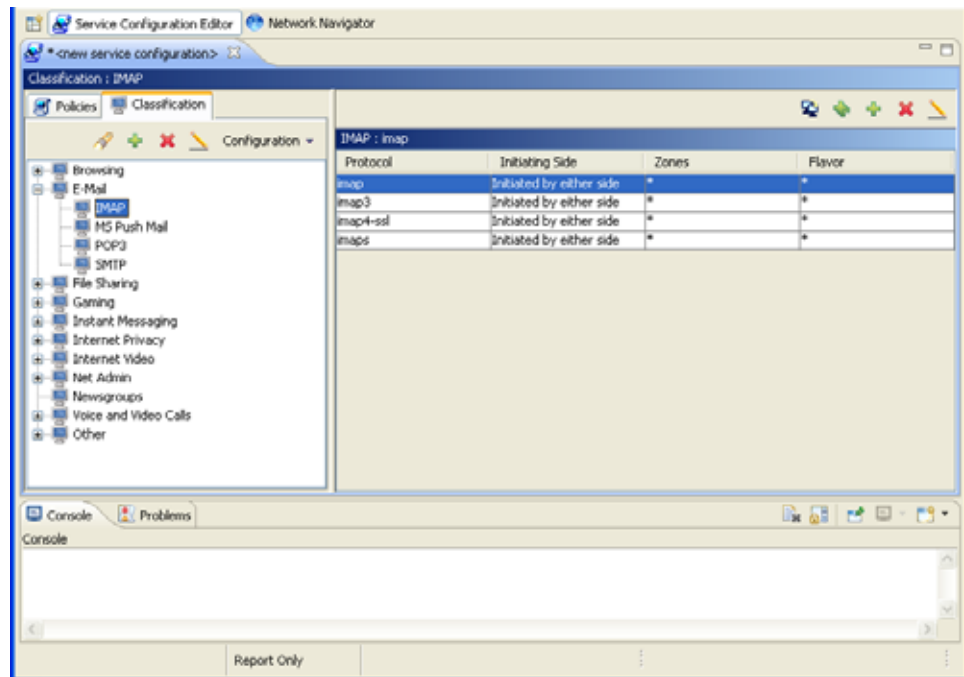 Service Configuration Editor Network Navigator
* <new service configuration>
Classification : IMAP
Policies Classification
Configuration
Browsing
E-Mail
IMAP
MS Push Mail
POP3
SMTP
File Sharing
Gaming
Instant Messaging
Internet Privacy
Internet Video
Net Admin
Newsgroups
Voice and Video Calls
Other
IMAP : imap
Protocol Initiating Side Zones Flavor
imap Initiated by either side * *
imap3 Initiated by either side * *
imap4-ssl Initiated by either side * *
imaps Initiated by either side * *
Console Problems
Console
Report Only